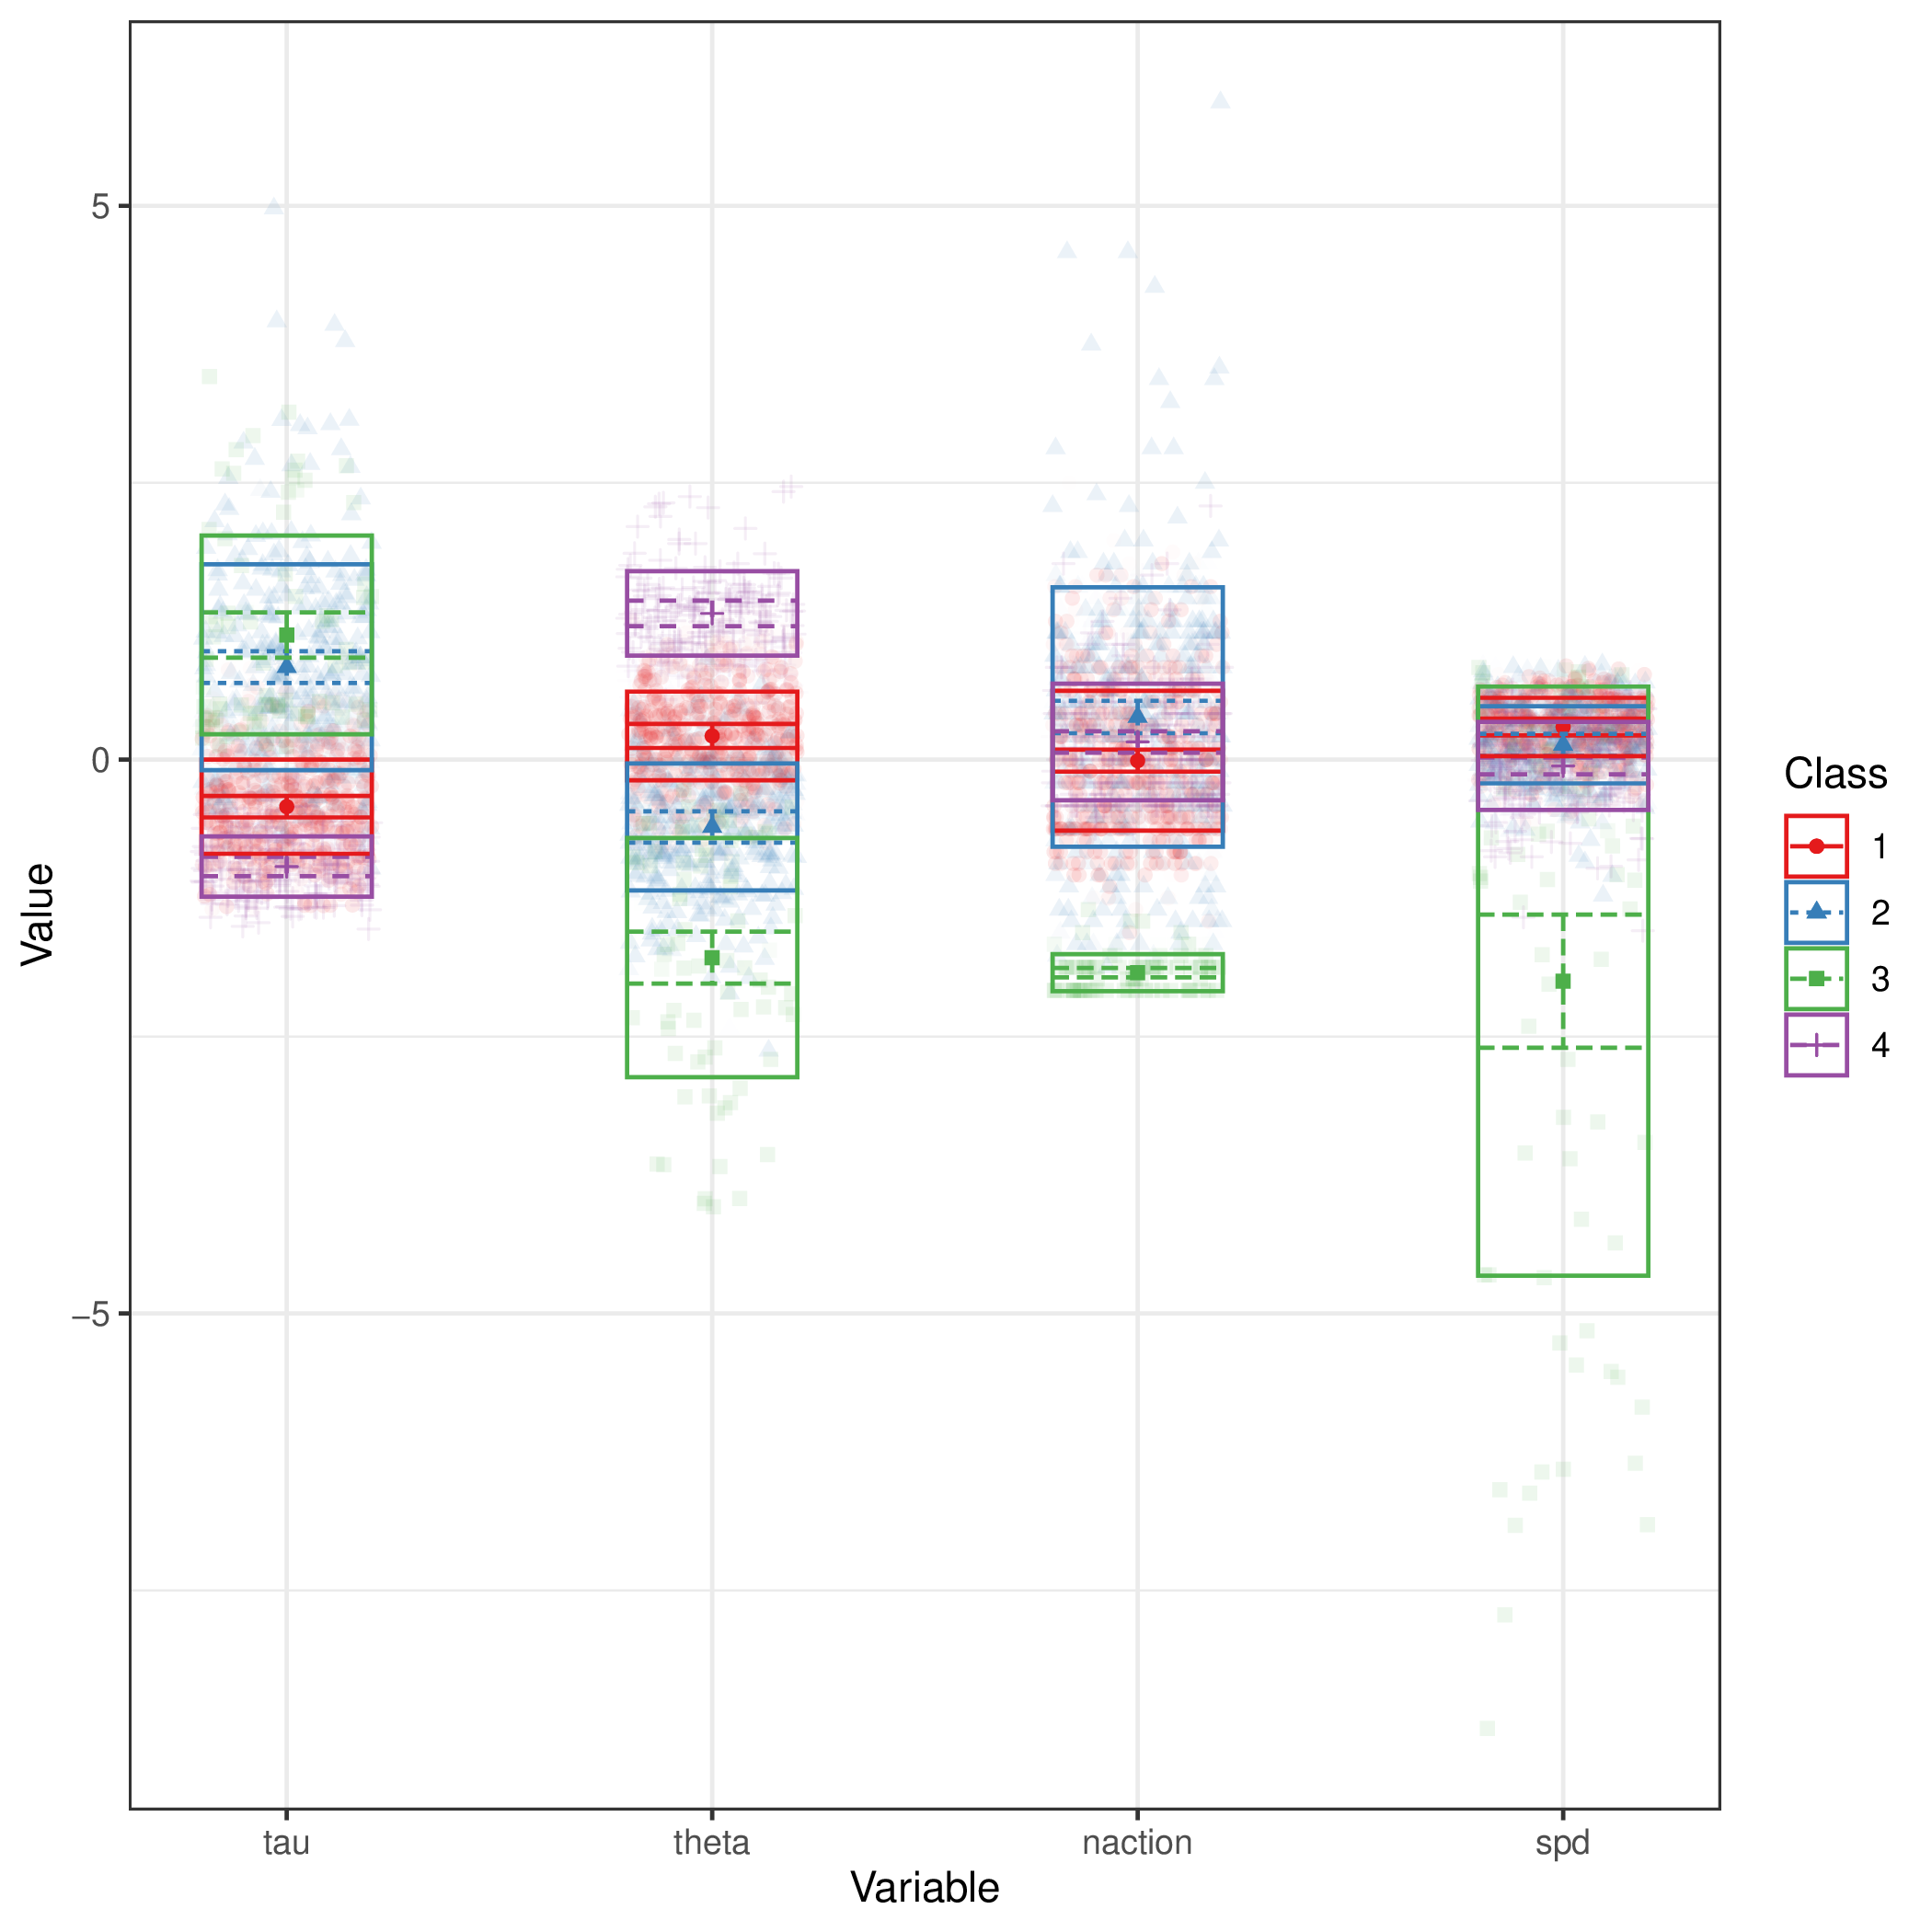 5
0
−5
Value
tau
theta
naction
spd
Variable
Class
1
2
3
4